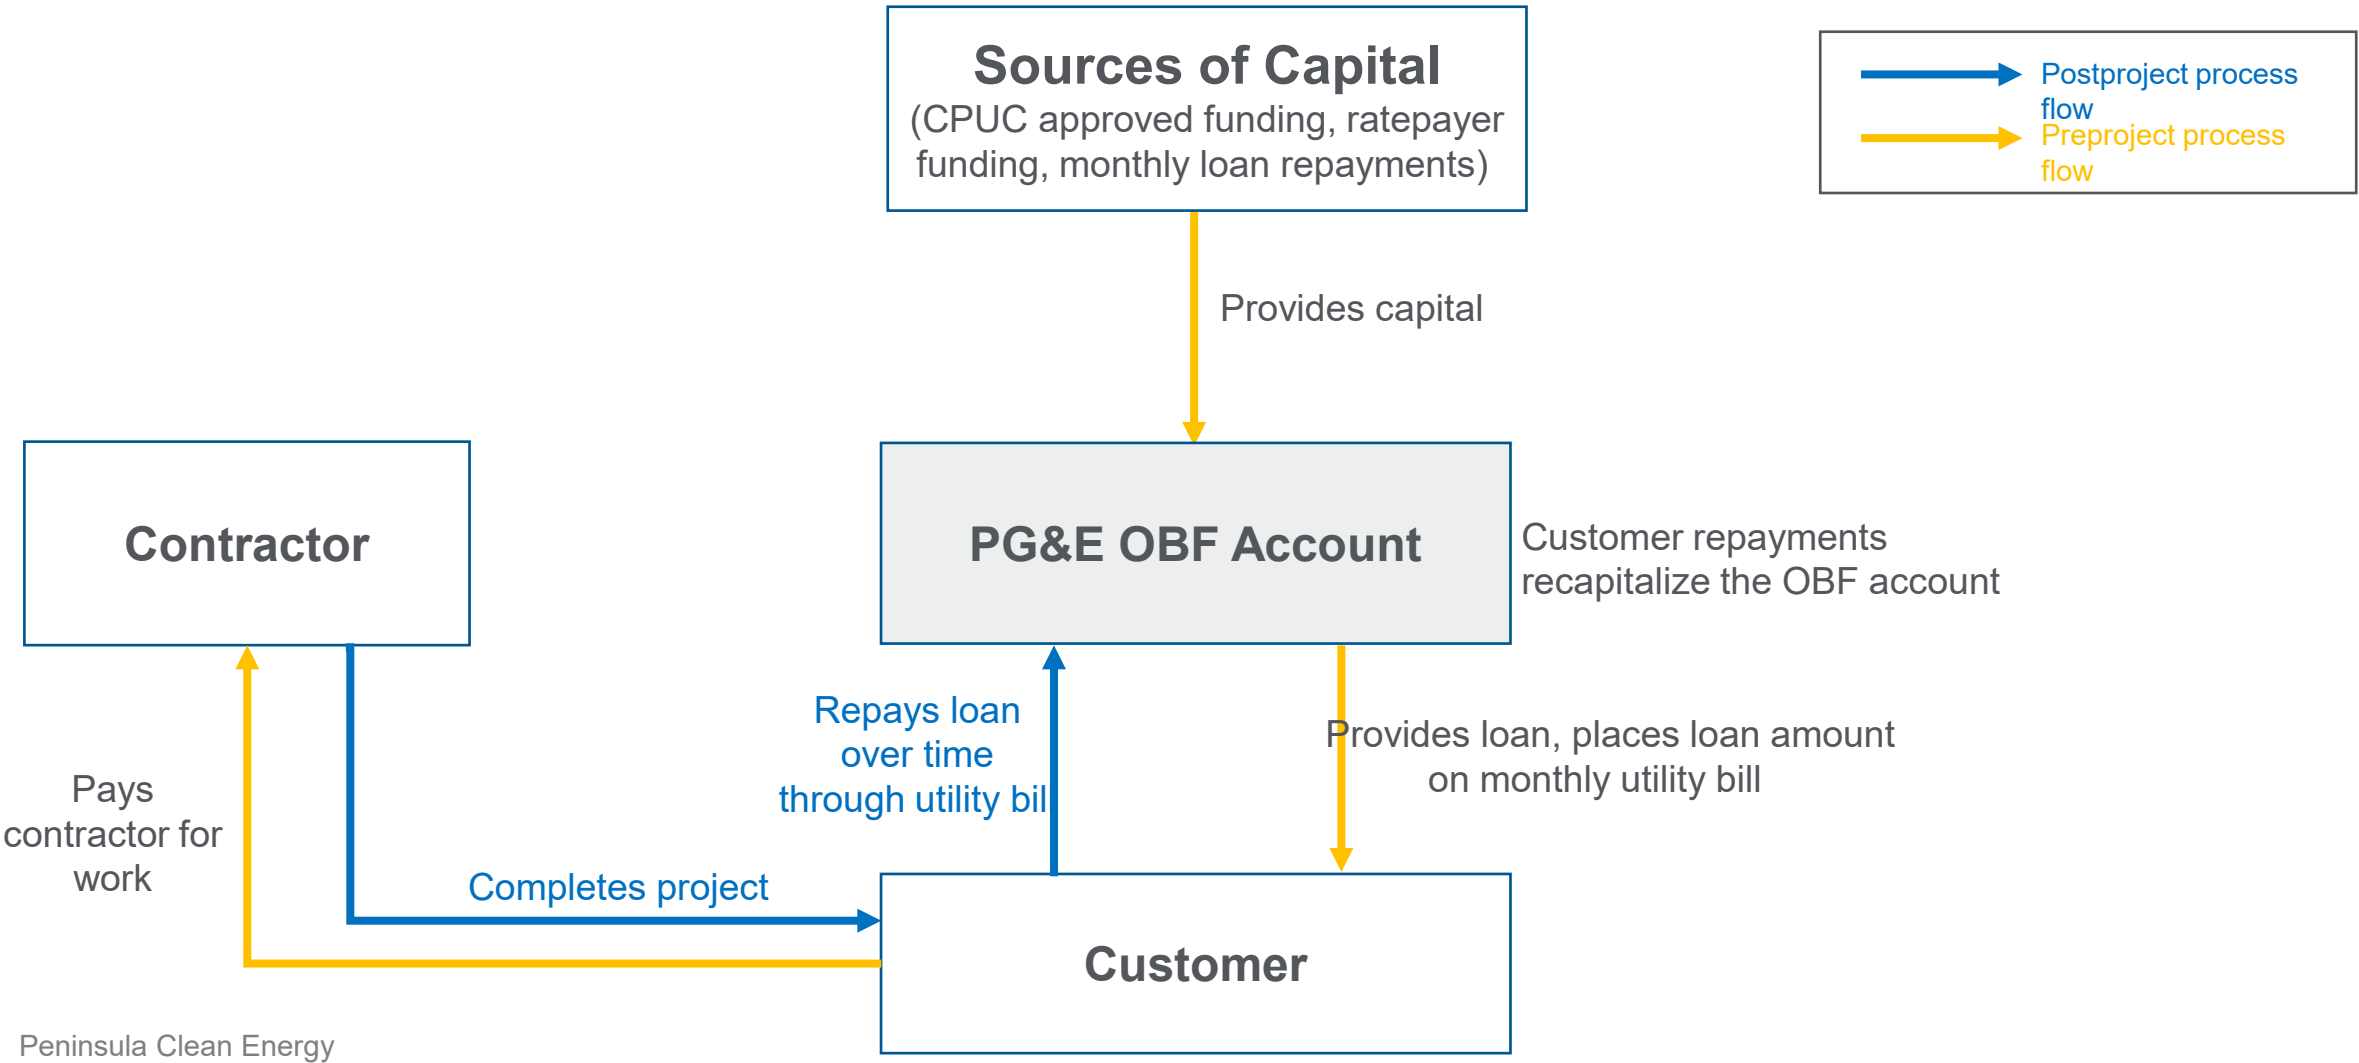 Sources of Capital
(CPUC approved funding, ratepayer
funding, monthly loan repayments)
Postproject process
flow
Preproject process
flow
Provides capital
Contractor
PG&E OBF Account
Customer repayments
recapitalize the OBF account
Repays loan
over time
through utility bil
Provides loan, places loan amount
on monthly utility bill
Pays
contractor for
work
Completes project
Customer
Peninsula Clean Energy